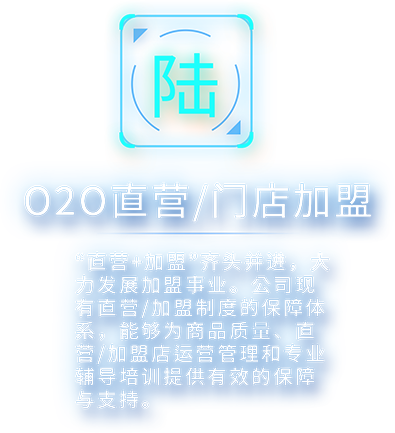 陆
O2O直营/门店加盟
“直营+加盟”齐头并进，大
力发展加盟事业。公司现
有直营/加盟制度的保障体
系，能够为商品质量、直
营/加盟店运营管理和专业
辅导培训提供有效的保障
与支持。